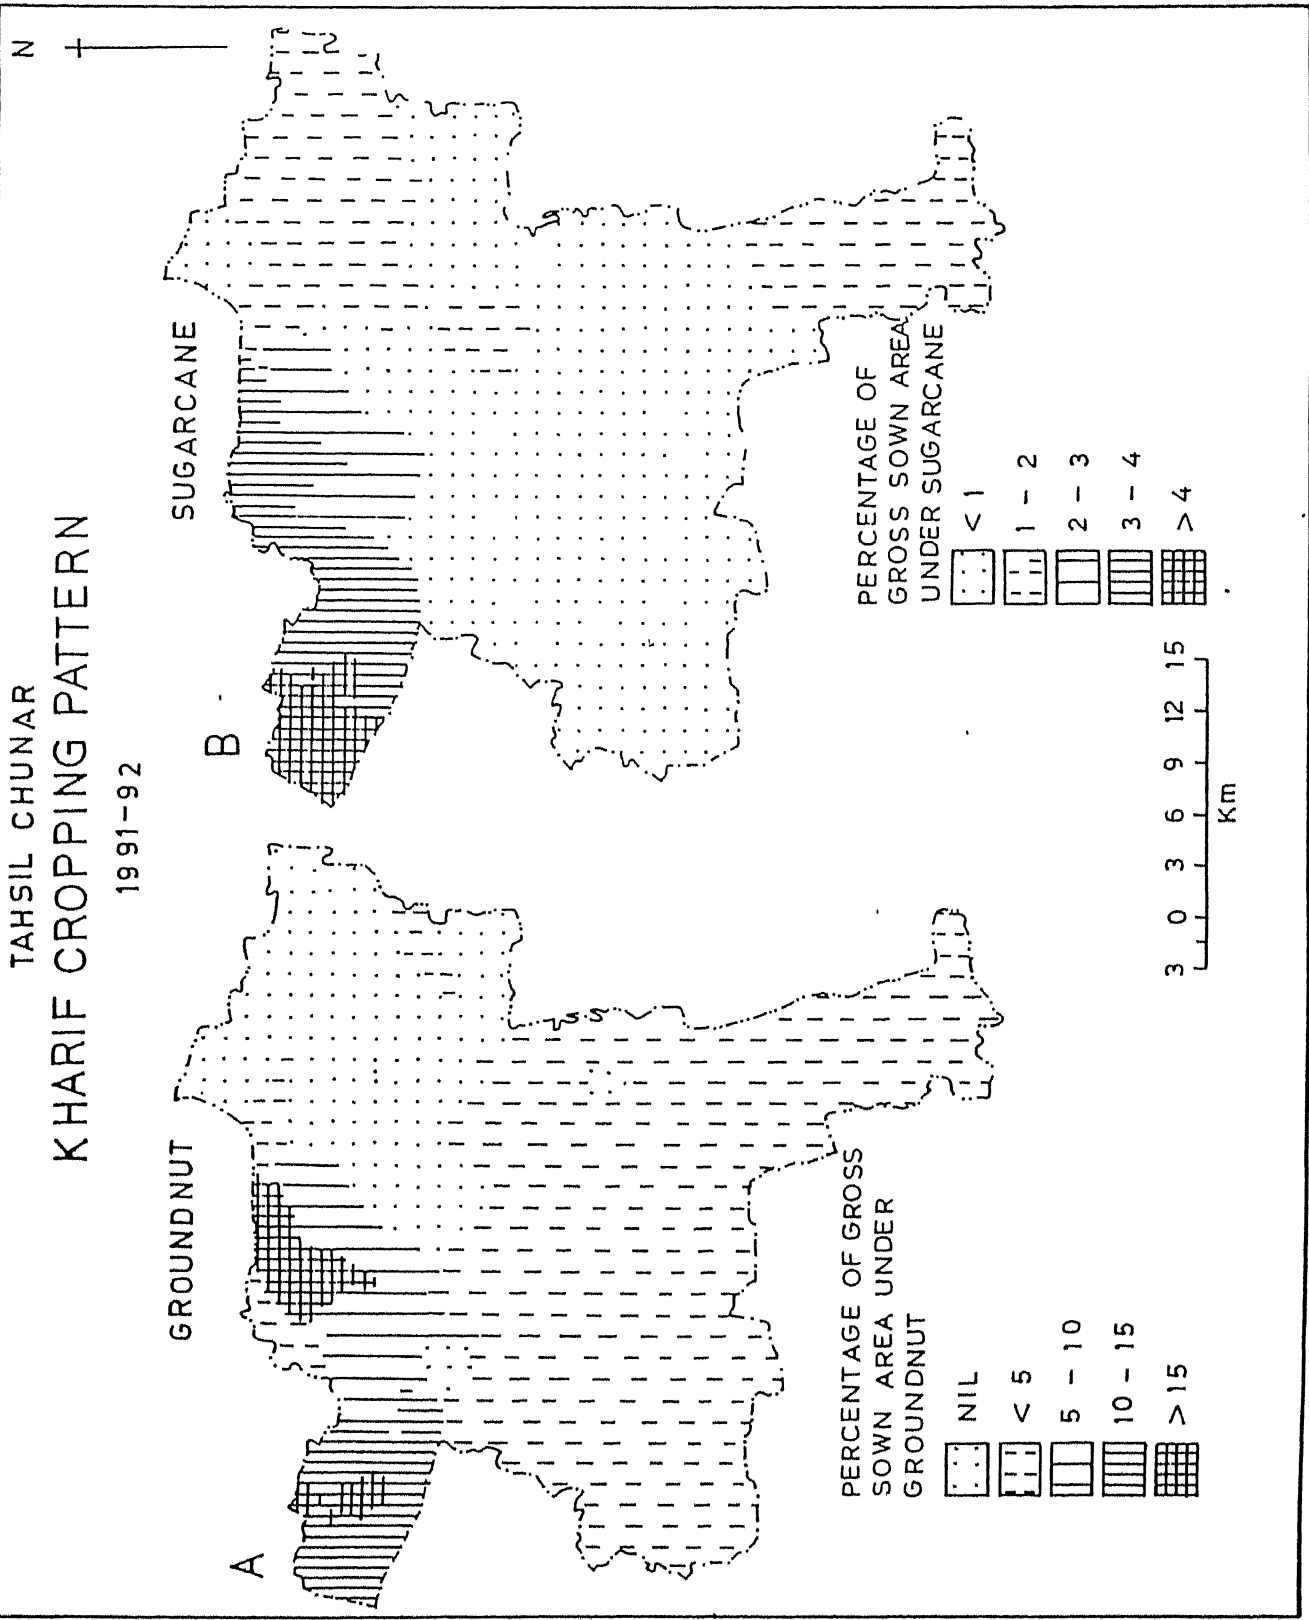 TAHSIL CHUNAR
KHARIF CROPPING PATTERN
1991-92
N
A
GROUNDNUT
B
SUGARCANE
PERCENTAGE OF GROSS
SOWN AREA UNDER
GROUNDNUT
NIL
< 5
5 - 10
10 - 15
> 15
PERCENTAGE OF
GROSS SOWN AREA
UNDER SUGARCANE
< 1
1 - 2
2 - 3
3 - 4
> 4
3 0 3 6 9 12 15
Km